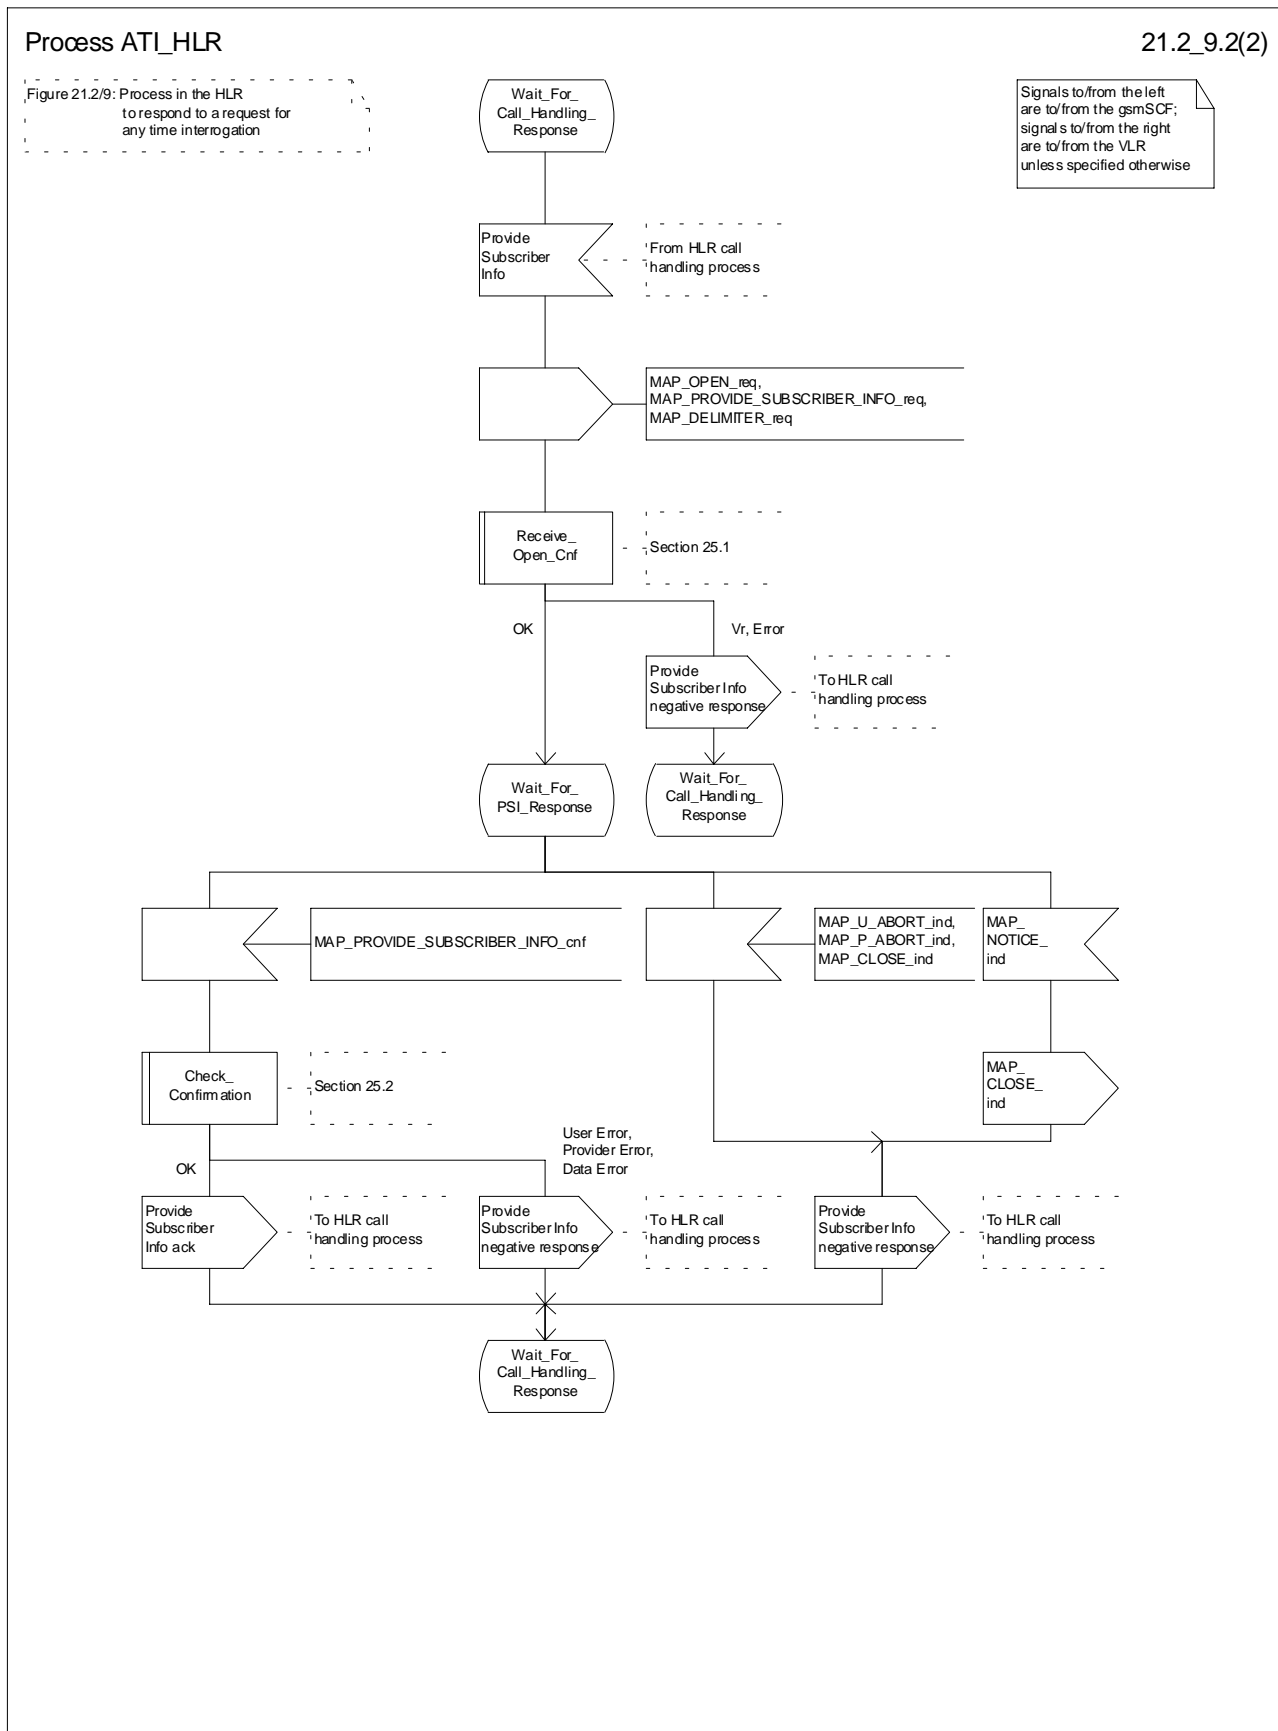 Process ATI_HLR
21.2_9.2(2)
Figure 21.2/9: Process in the HLR
to respond to a request for
any time interrogation
Wait_For_
Call_Handling_
Response
Signals to/from the left
are to/from the gsmSCF;
signals to/from the right
are to/from the VLR
unless specified otherwise
Provide
Subscriber
Info
From HLR call
handling process
MAP_OPEN_req,
MAP_PROVIDE_SUBSCRIBER_INFO_req,
MAP_DELIMITER_req
Receive_
Open_Cnf
Section 25.1
OK
Vr, Error
Provide
Subscriber Info
negative response
To HLR call
handling process
Wait_For_
PSI_Response
Wait_For_
Call_Handling_
Response
MAP_PROVIDE_SUBSCRIBER_INFO_cnf
MAP_U_ABORT_ind,
MAP_P_ABORT_ind,
MAP_CLOSE_ind
MAP_
NOTICE_
ind
Check_
Confirmation
Section 25.2
MAP_
CLOSE_
ind
User Error,
Provider Error,
Data Error
OK
Provide
Subscriber
Info ack
To HLR call
handling process
Provide
Subscriber Info
negative response
To HLR call
handling process
Provide
Subscriber Info
negative response
To HLR call
handling process
Wait_For_
Call_Handling_
Response